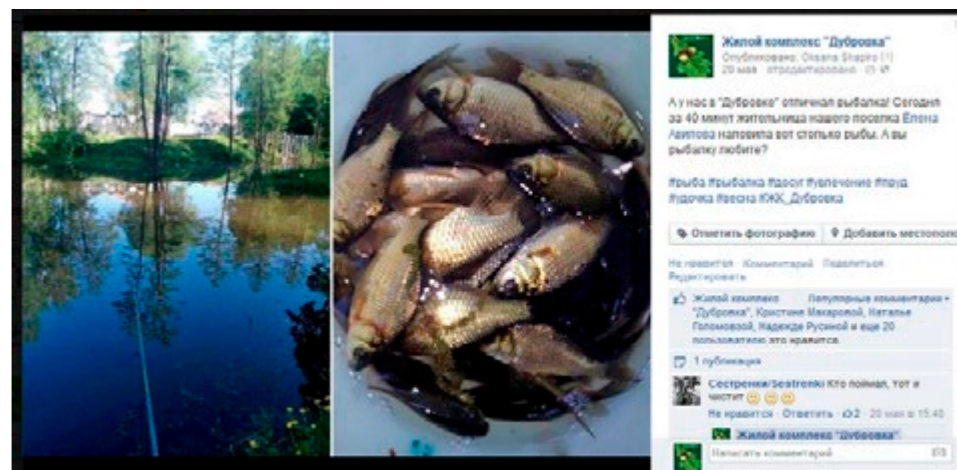 Жилой комплекс "Дубровка"
Опубликовано: Oksana Shapiro [?]
20 мая · отредактировано ·
А у нас в "Дубровке" отличная рыбалка! Сегодня
за 40 минут жительница нашего поселка Елена
Авилова наловила вот столько рыбы. А вы
рыбалку любите?
#рыба #рыбалка #досуг #увлечение #пруд
#удочка #весна #ЖК_Дубровка
Отметить фотографию
Добавить местополо
Не нравится · Комментарий · Поделиться ·
Редактировать
Жилой комплекс
Популярные комментарии
"Дубровка", Кристине Макаровой, Наталье
Голомовзой, Надежде Русиной и еще 20
пользователю это нравится.
1 публикация
Сестренки/Sestrenki Кто поймал, тот и
чистит
Не нравится · Ответить · 2 · 20 мая в 15:40
Жилой комплекс "Дубровка"
Написать комментарий...